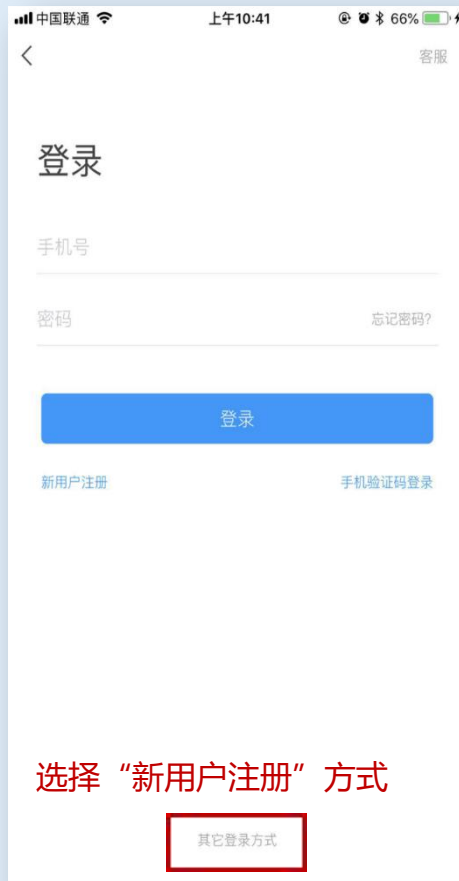 中国联通 上午10:41 66%
客服
登录
手机号
密码 忘记密码?
登录
新用户注册 手机验证码登录
选择“新用户注册”方式
其它登录方式